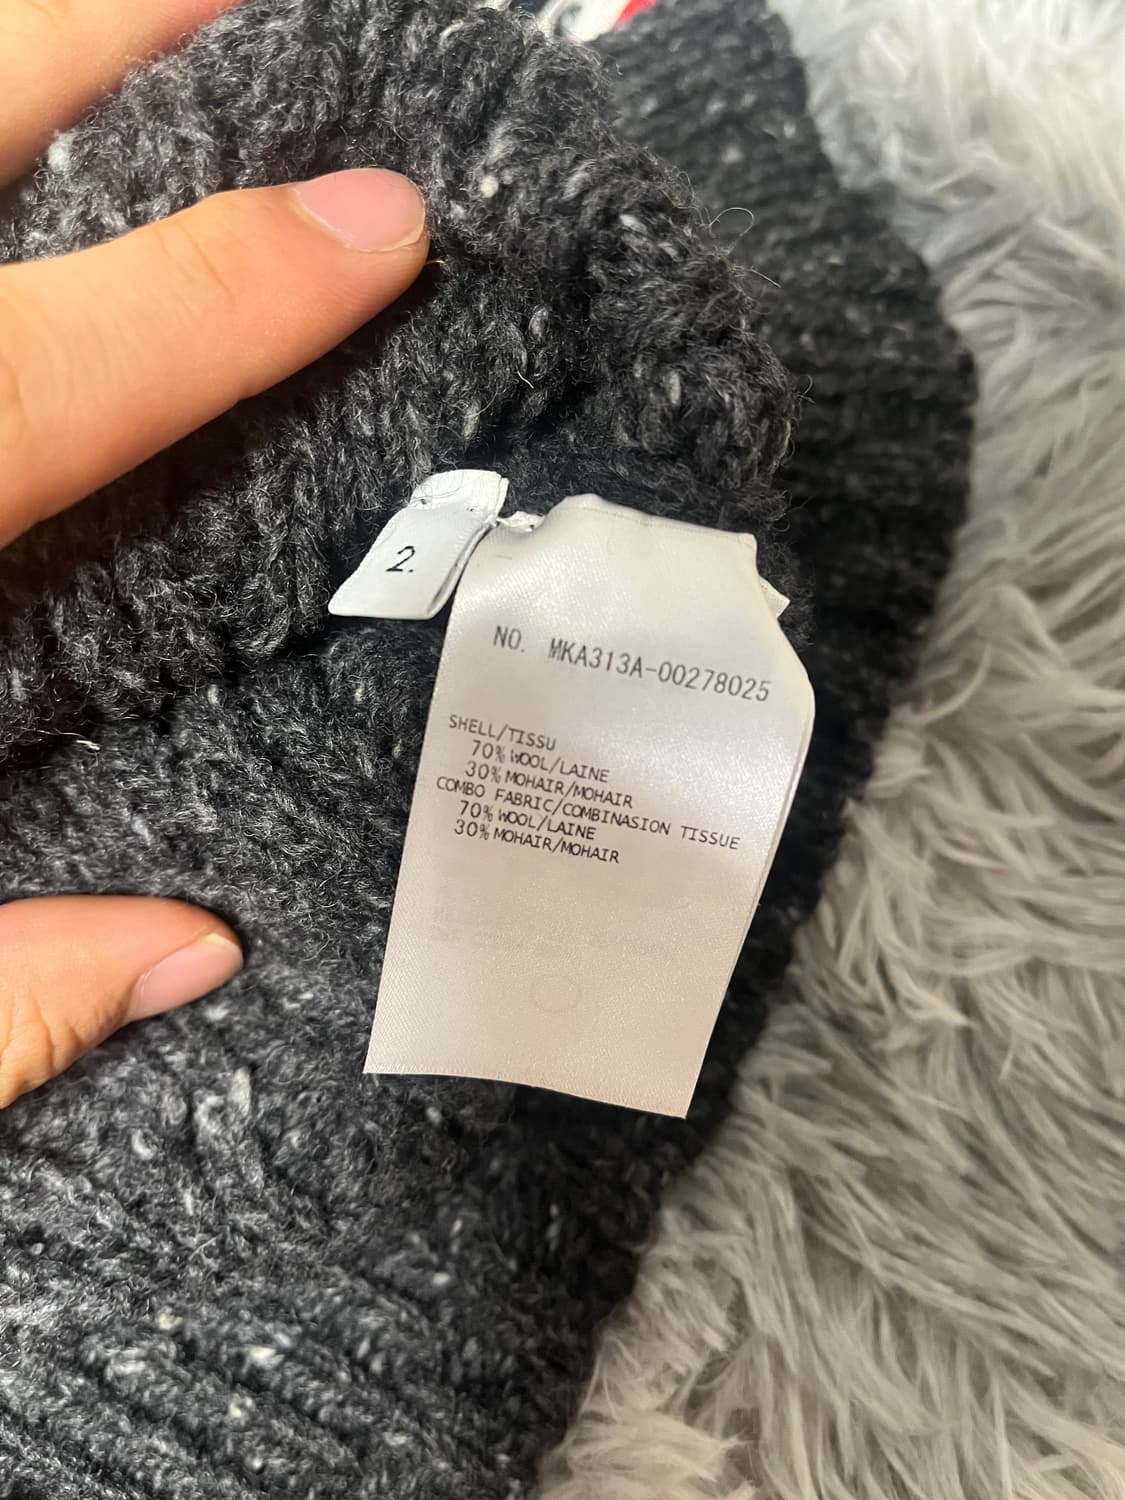 2.
NO. MKA313A-00278025
SHELL/TISSU
70% WOOL/LAINE
30% MOHAIR/MOHAIR
COMBO FABRIC/COMBINASION TISSUE
70% WOOL/LAINE
30% MOHAIR/MOHAIR